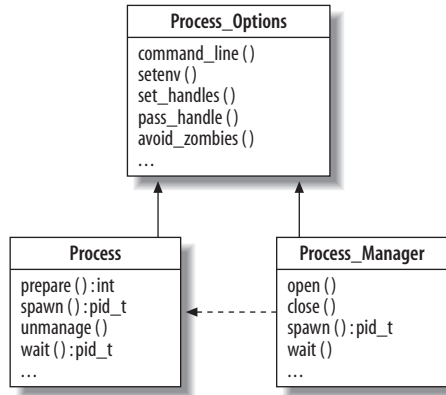 Process_Options
command_line ( )
setenv ( )
set_handles ( )
pass_handle ( )
avoid_zombies ( )
...
Process
prepare ( ) : int
spawn ( ) : pid_t
unmanage ( )
wait ( ) : pid_t
...
Process_Manager
open ( )
close ( )
spawn ( ) : pid_t
wait ( )
...